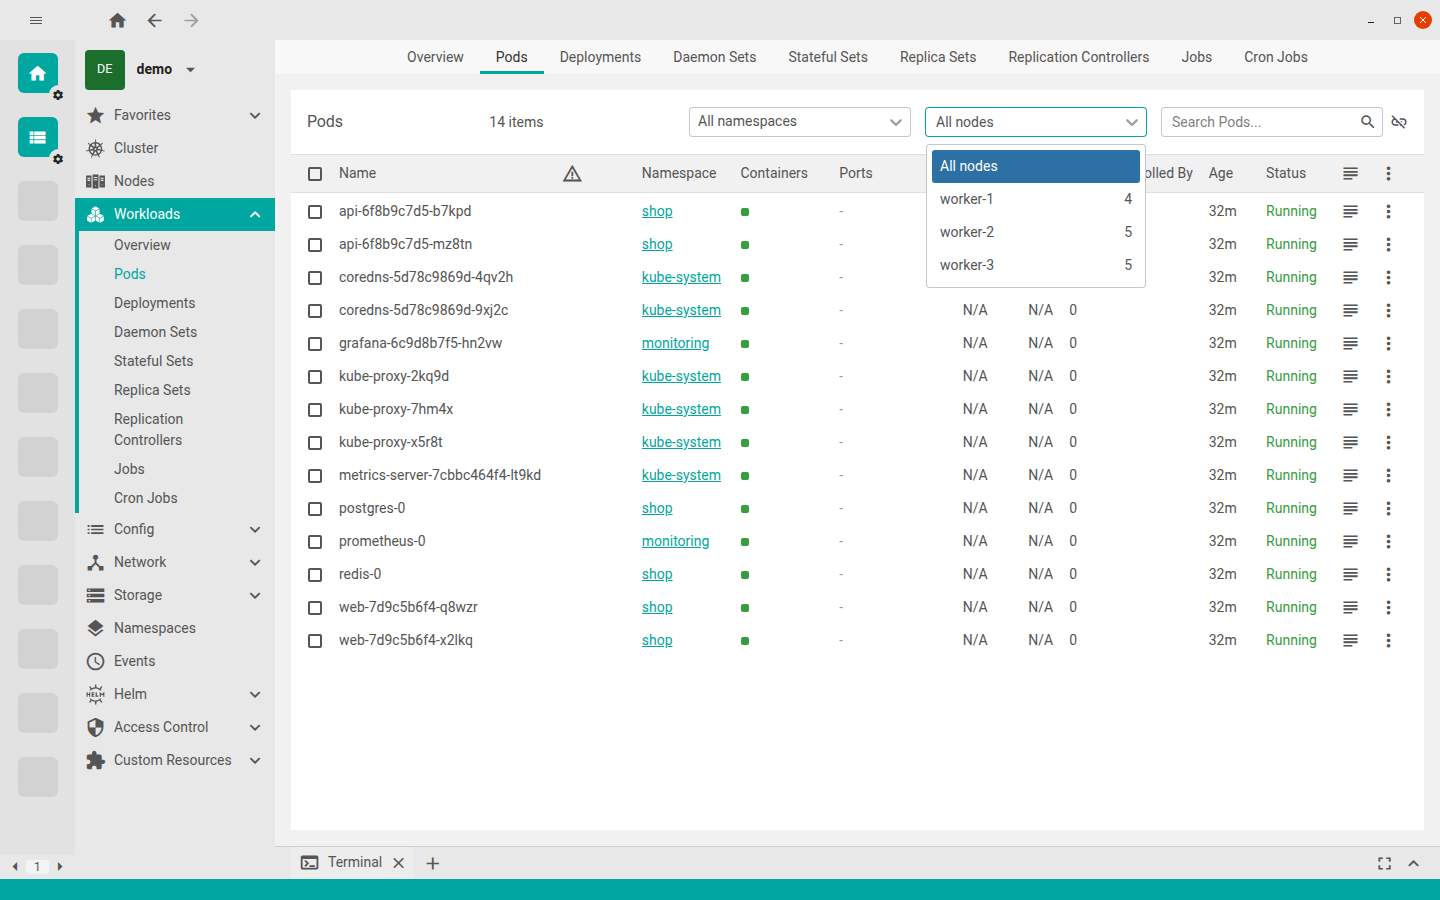 DE
demo
Favorites
Cluster
Nodes
Workloads
Overview
Pods
Deployments
Daemon Sets
Stateful Sets
Replica Sets
Replication
Controllers
Jobs
Cron Jobs
Config
Network
Storage
Namespaces
Events
HELM
Helm
Access Control
Custom Resources
1
Overview Pods Deployments Daemon Sets Stateful Sets Replica Sets Replication Controllers Jobs Cron Jobs
Pods 14 items All namespaces All nodes Search Pods...
All nodes
worker-1 4
worker-2 5
worker-3 5
Name Namespace Containers Ports olled By Age Status
api-6f8b9c7d5-b7kpd shop - 32m Running
api-6f8b9c7d5-mz8tn shop - 32m Running
coredns-5d78c9869d-4qv2h kube-system - 32m Running
coredns-5d78c9869d-9xj2c kube-system - N/A N/A 0 32m Running
grafana-6c9d8b7f5-hn2vw monitoring - N/A N/A 0 32m Running
kube-proxy-2kq9d kube-system - N/A N/A 0 32m Running
kube-proxy-7hm4x kube-system - N/A N/A 0 32m Running
kube-proxy-x5r8t kube-system - N/A N/A 0 32m Running
metrics-server-7cbbc464f4-lt9kd kube-system - N/A N/A 0 32m Running
postgres-0 shop - N/A N/A 0 32m Running
prometheus-0 monitoring - N/A N/A 0 32m Running
redis-0 shop - N/A N/A 0 32m Running
web-7d9c5b6f4-q8wzr shop - N/A N/A 0 32m Running
web-7d9c5b6f4-x2lkq shop - N/A N/A 0 32m Running
Terminal